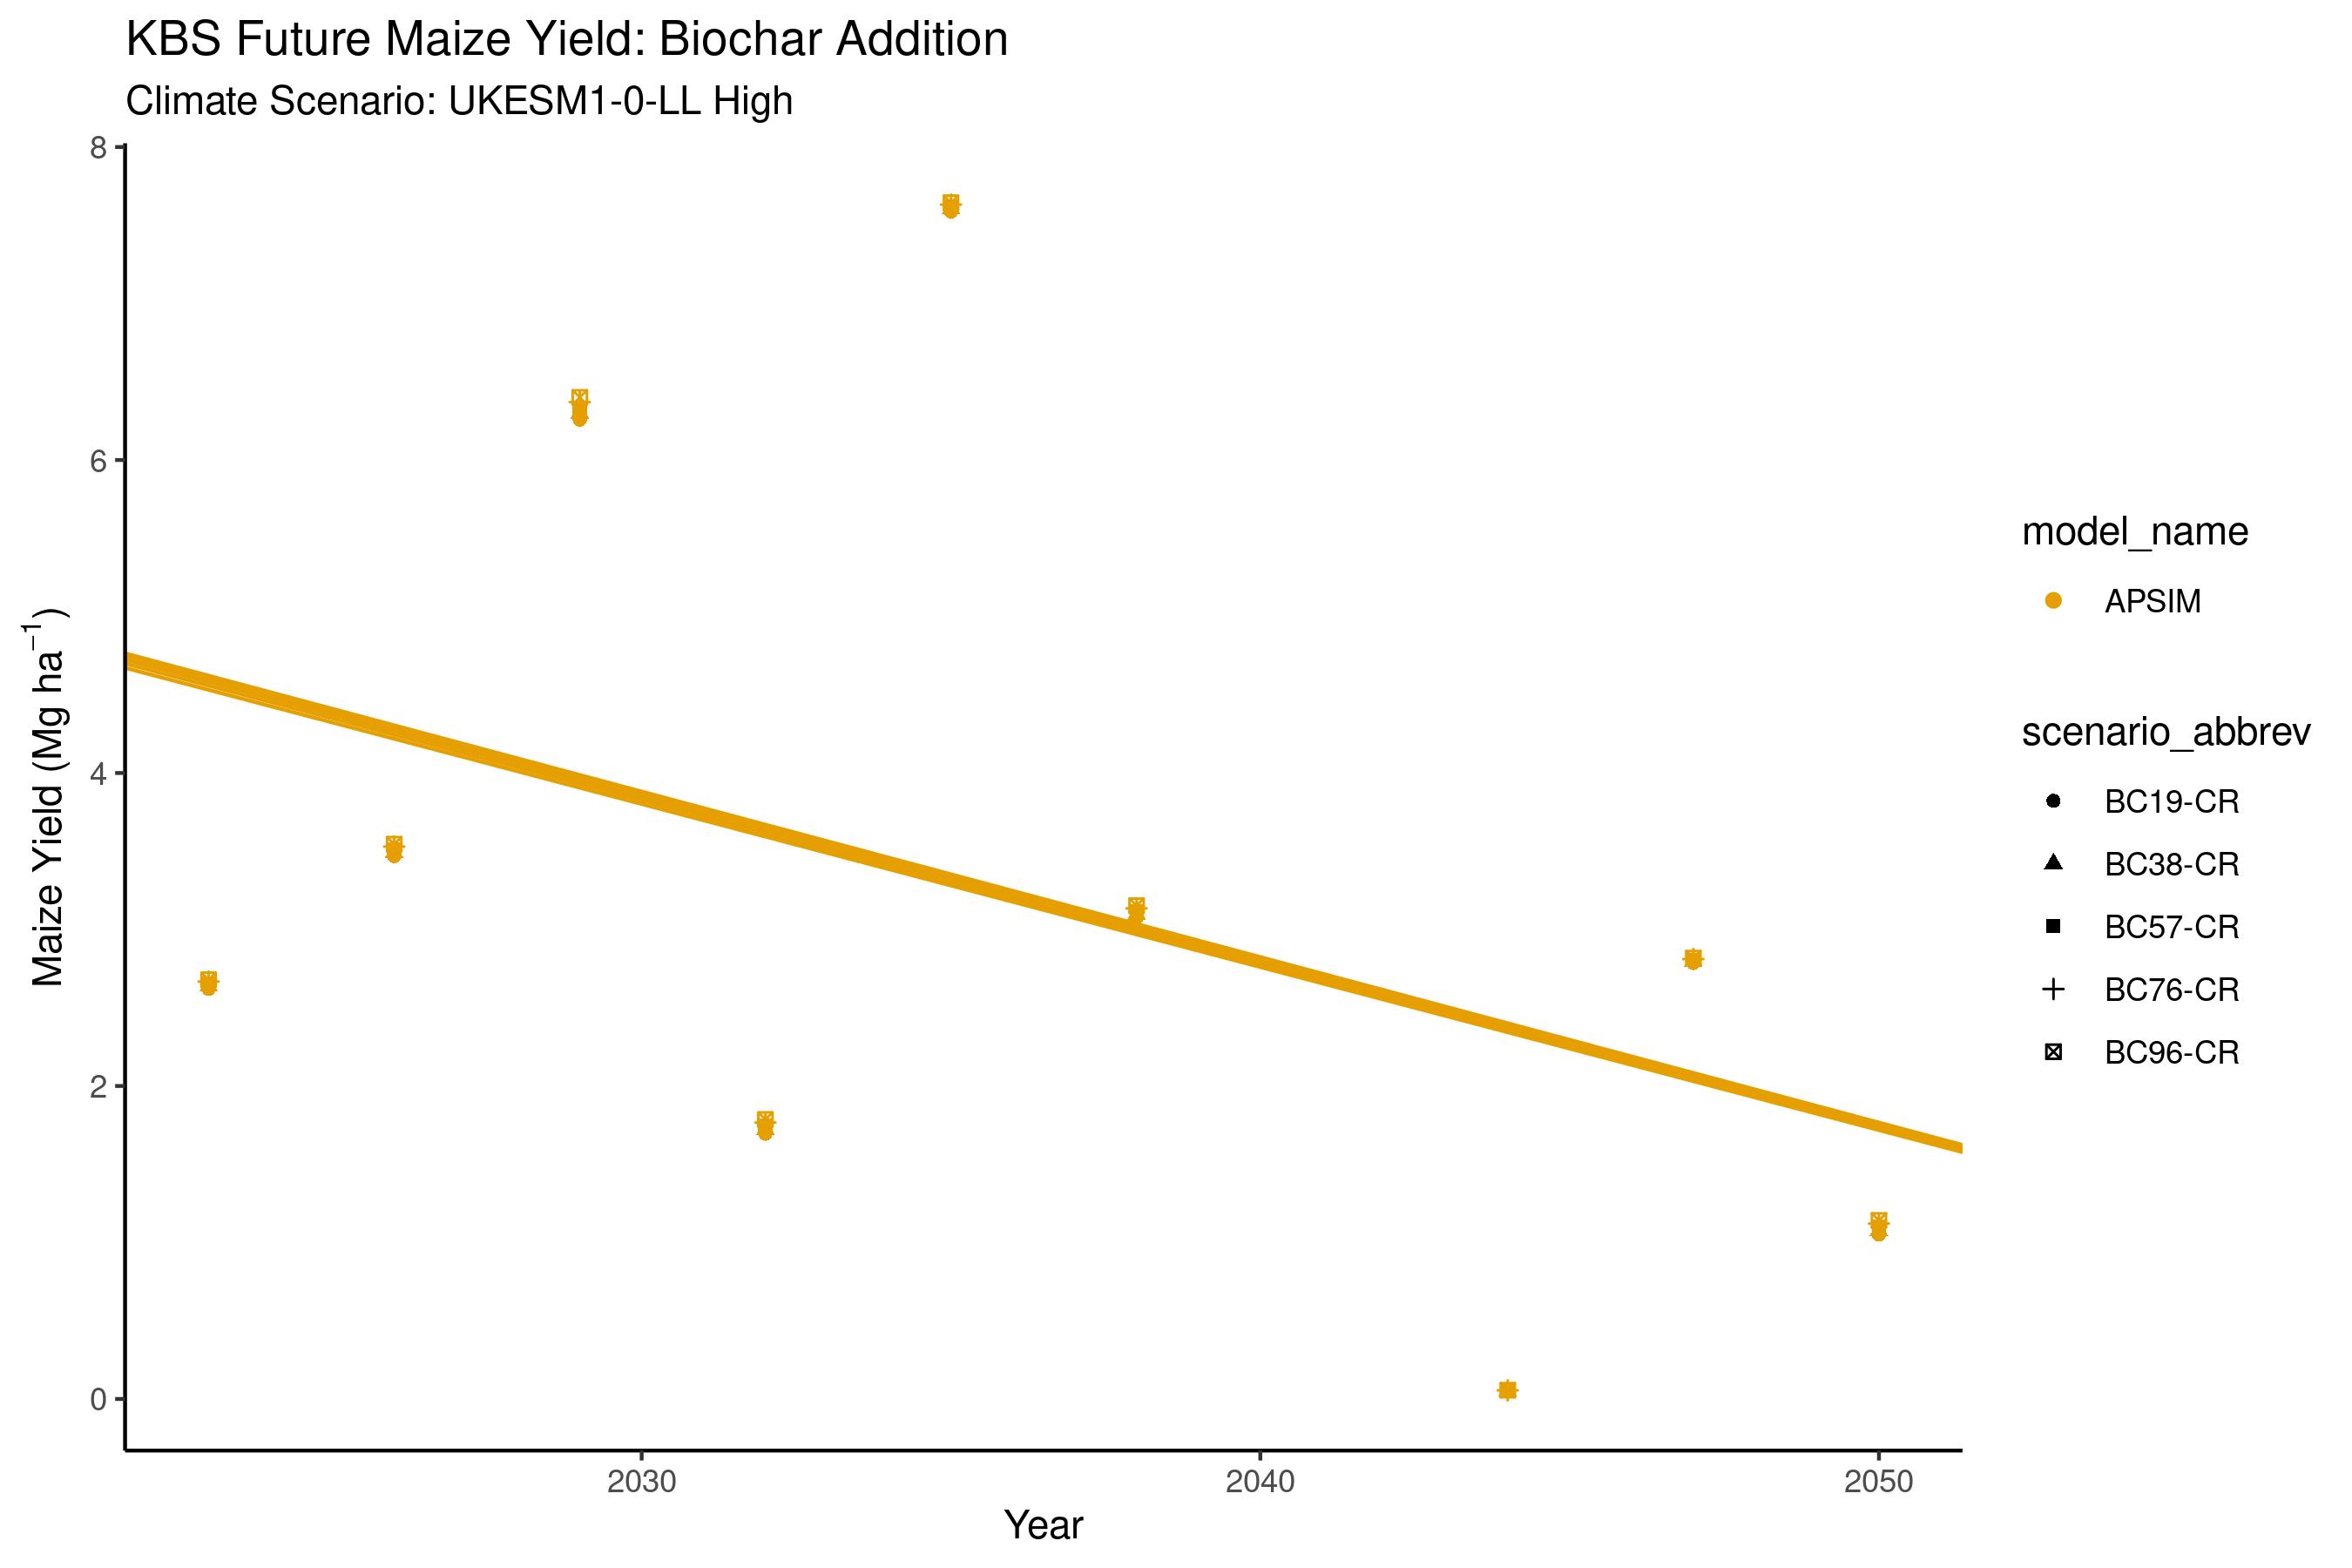 KBS Future Maize Yield: Biochar Addition
Climate Scenario: UKESM1-0-LL High
8
6
4
2
0
Maize Yield (Mg ha⁻¹)
2030
2040
2050
Year
model_name
APSIM
scenario_abbrev
BC19-CR
BC38-CR
BC57-CR
BC76-CR
BC96-CR